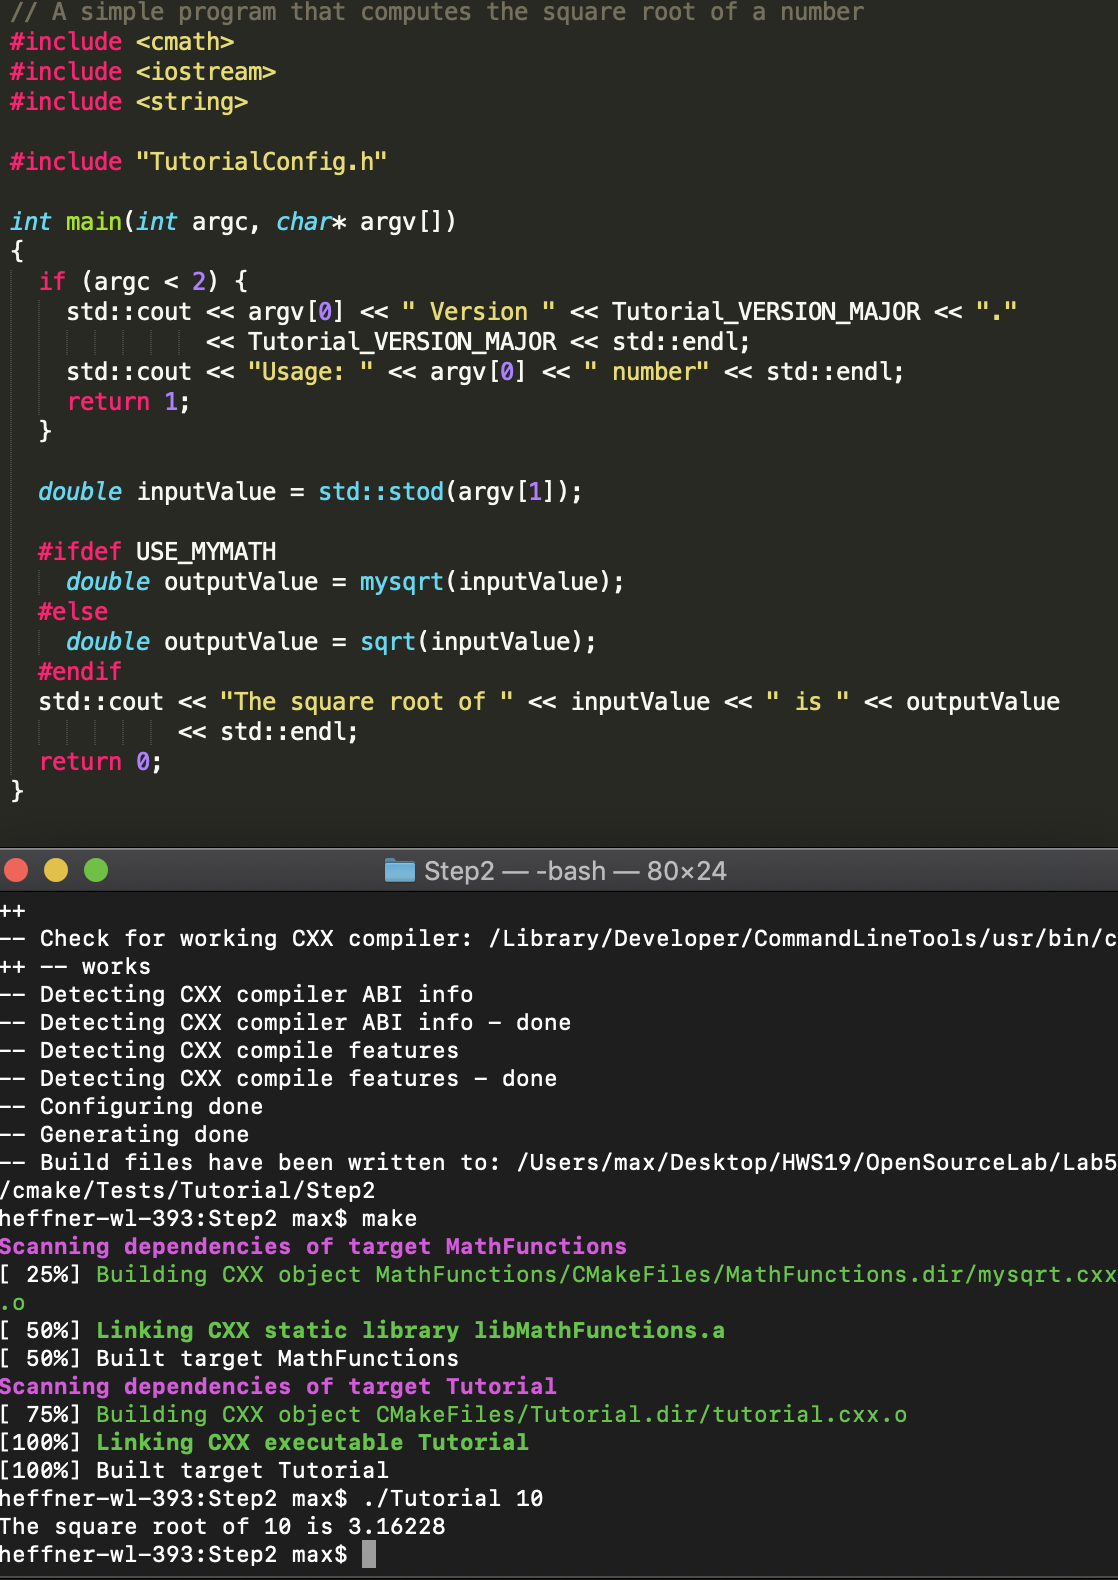 // A simple program that computes the square root of a number
#include <cmath>
#include <iostream>
#include <string>

#include "TutorialConfig.h"

int main(int argc, char* argv[])
{
  if (argc < 2) {
    std::cout << argv[0] << " Version " << Tutorial_VERSION_MAJOR << "."
              << Tutorial_VERSION_MAJOR << std::endl;
    std::cout << "Usage: " << argv[0] << " number" << std::endl;
    return 1;
  }

  double inputValue = std::stod(argv[1]);

  #ifdef USE_MYMATH
    double outputValue = mysqrt(inputValue);
  #else
    double outputValue = sqrt(inputValue);
  #endif
  std::cout << "The square root of " << inputValue << " is " << outputValue
            << std::endl;
  return 0;
}
Step2 — -bash — 80×24
++
-- Check for working CXX compiler: /Library/Developer/CommandLineTools/usr/bin/c
++ -- works
-- Detecting CXX compiler ABI info
-- Detecting CXX compiler ABI info - done
-- Detecting CXX compile features
-- Detecting CXX compile features - done
-- Configuring done
-- Generating done
-- Build files have been written to: /Users/max/Desktop/HWS19/OpenSourceLab/Lab5
/cmake/Tests/Tutorial/Step2
heffner-wl-393:Step2 max$ make
Scanning dependencies of target MathFunctions
[ 25%] Building CXX object MathFunctions/CMakeFiles/MathFunctions.dir/mysqrt.cxx
.o
[ 50%] Linking CXX static library libMathFunctions.a
[ 50%] Built target MathFunctions
Scanning dependencies of target Tutorial
[ 75%] Building CXX object CMakeFiles/Tutorial.dir/tutorial.cxx.o
[100%] Linking CXX executable Tutorial
[100%] Built target Tutorial
heffner-wl-393:Step2 max$ ./Tutorial 10
The square root of 10 is 3.16228
heffner-wl-393:Step2 max$